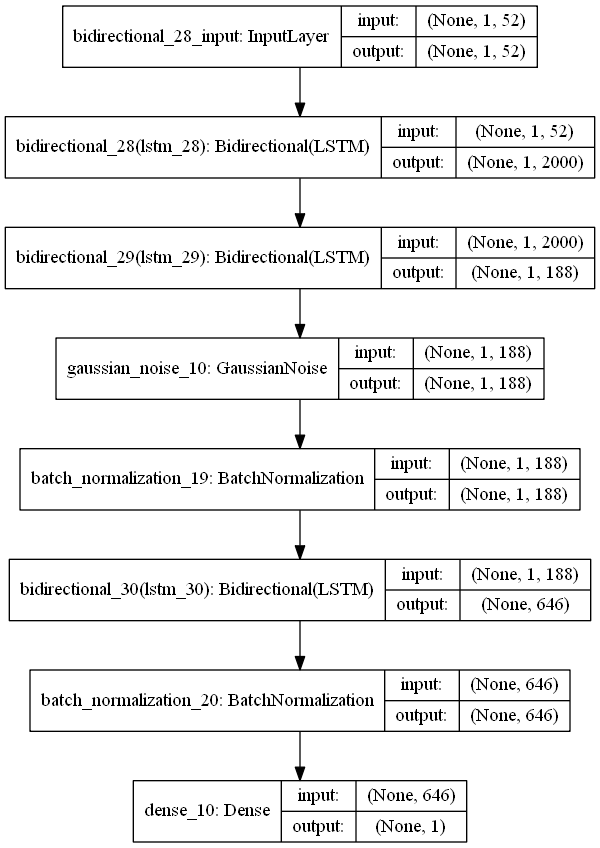 bidirectional_28_input: InputLayer
input: (None, 1, 52)
output: (None, 1, 52)
bidirectional_28(lstm_28): Bidirectional(LSTM)
input: (None, 1, 52)
output: (None, 1, 2000)
bidirectional_29(lstm_29): Bidirectional(LSTM)
input: (None, 1, 2000)
output: (None, 1, 188)
gaussian_noise_10: GaussianNoise
input: (None, 1, 188)
output: (None, 1, 188)
batch_normalization_19: BatchNormalization
input: (None, 1, 188)
output: (None, 1, 188)
bidirectional_30(lstm_30): Bidirectional(LSTM)
input: (None, 1, 188)
output: (None, 646)
batch_normalization_20: BatchNormalization
input: (None, 646)
output: (None, 646)
dense_10: Dense
input: (None, 646)
output: (None, 1)